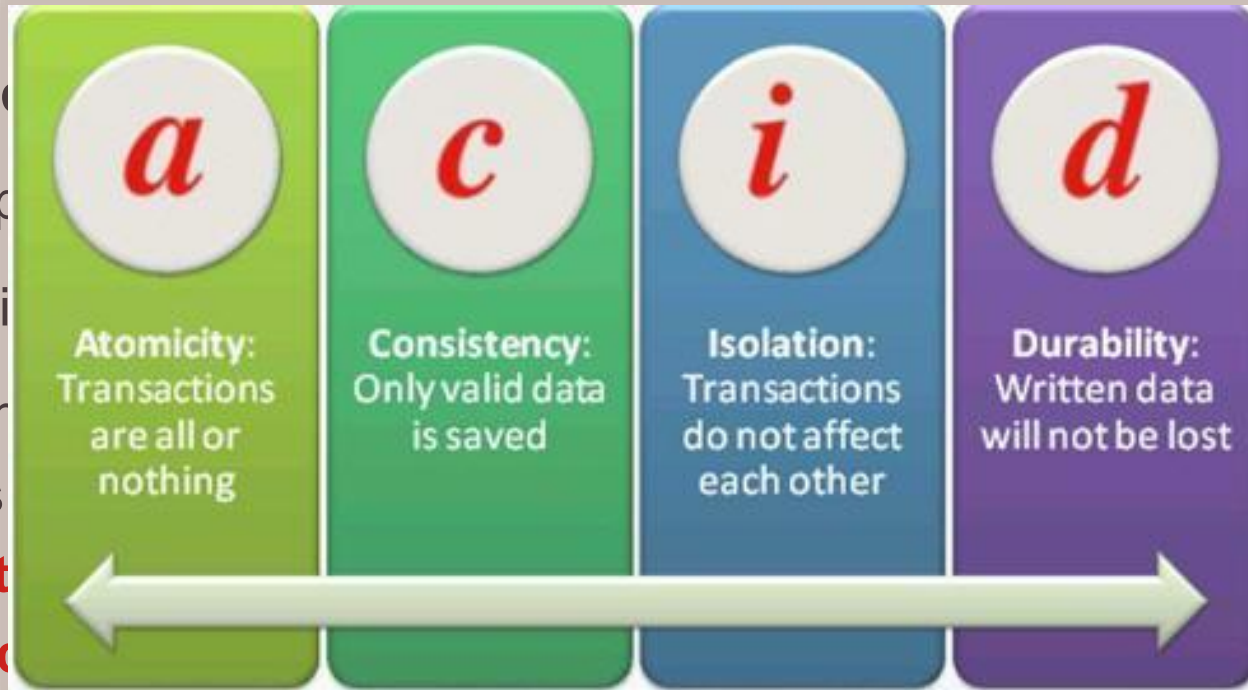 a
Atomicity:
Transactions
are all or
nothing
c
Consistency:
Only valid data
is saved
i
Isolation:
Transactions
do not affect
each other
d
Durability:
Written data
will not be lost